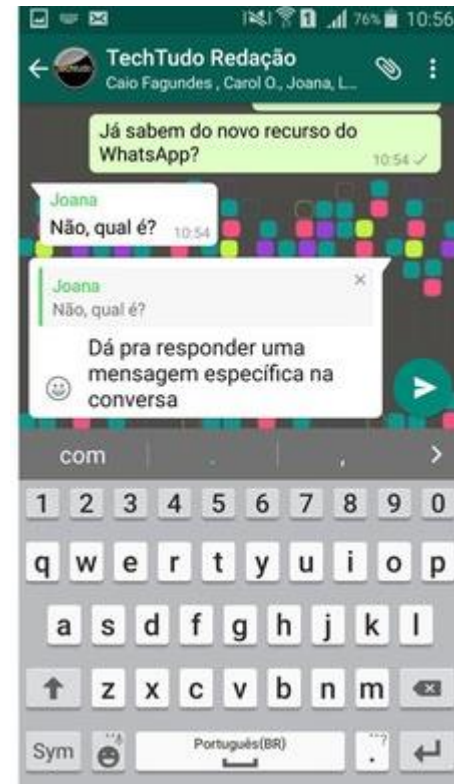 1 76% 10:56
TechTudo Redação
Caio Fagundes , Carol O., Joana, L...
Já sabem do novo recurso do
WhatsApp?
10:54
Joana
Não, qual é? 10:54
Joana
Não, qual é?
Dá pra responder uma
mensagem específica na
conversa
com . ,
1 2 3 4 5 6 7 8 9 0
q w e r t y u i o p
a s d f g h j k l
z x c v b n m
Sym Português(BR) . ?